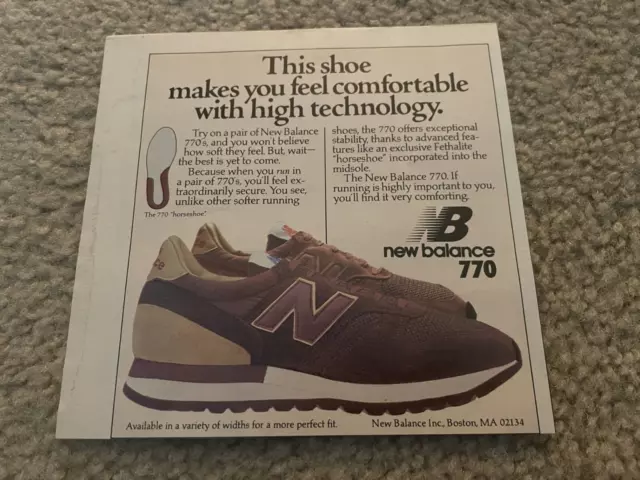 This shoe
makes you feel comfortable
with high technology.
Try on a pair of New Balance
770's, and you won't believe
how soft they feel. But, wait—
the best is yet to come.
Because when you run in
a pair of 770's, you'll feel ex-
traordinarily secure. You see,
unlike other softer running
The 770 "horseshoe".
shoes, the 770 offers exceptional
stability, thanks to advanced fea-
tures like an exclusive Fethalite
"horseshoe" incorporated into the
midsole.
The New Balance 770. If
running is highly important to you,
you'll find it very comforting.
NB
new balance
770
N
Available in a variety of widths for a more perfect fit.
New Balance Inc., Boston, MA 02134